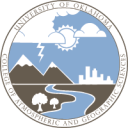 UNIVERSITY OF OKLAHOMA
COLLEGE OF ATMOSPHERIC AND GEOGRAPHIC SCIENCES